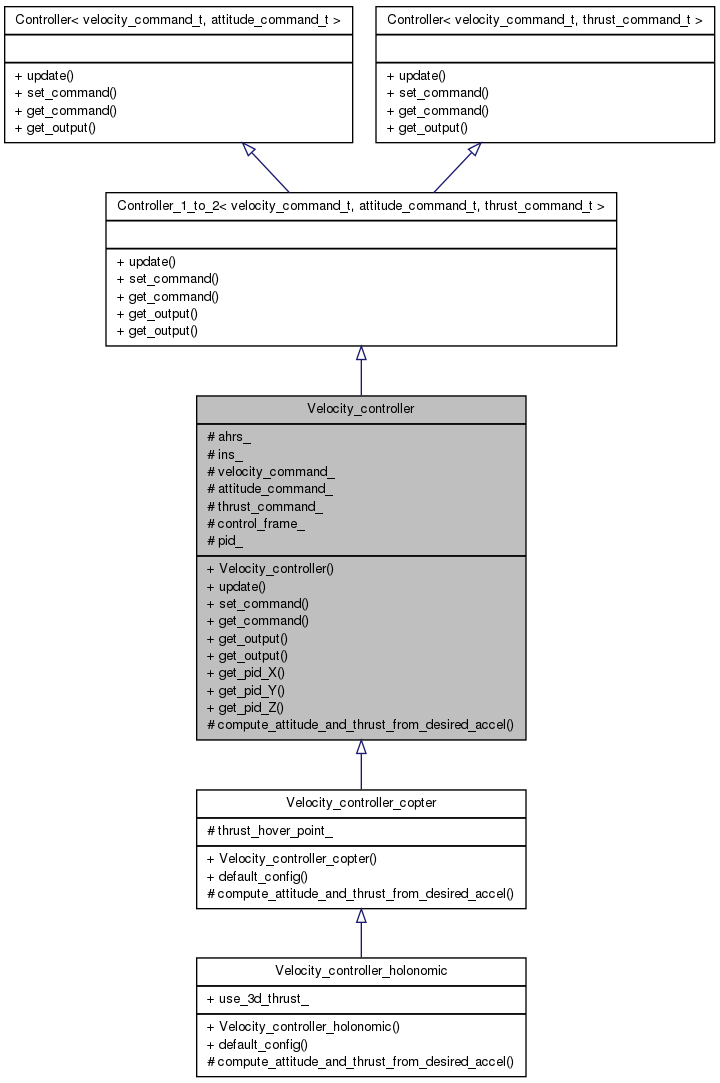 Controller< velocity_command_t, attitude_command_t >
+ update()
+ set_command()
+ get_command()
+ get_output()
Controller< velocity_command_t, thrust_command_t >
+ update()
+ set_command()
+ get_command()
+ get_output()
Controller_1_to_2< velocity_command_t, attitude_command_t, thrust_command_t >
+ update()
+ set_command()
+ get_command()
+ get_output()
+ get_output()
Velocity_controller
# ahrs_
# ins_
# velocity_command_
# attitude_command_
# thrust_command_
# control_frame_
# pid_
+ Velocity_controller()
+ update()
+ set_command()
+ get_command()
+ get_output()
+ get_output()
+ get_pid_X()
+ get_pid_Y()
+ get_pid_Z()
# compute_attitude_and_thrust_from_desired_accel()
Velocity_controller_copter
# thrust_hover_point_
+ Velocity_controller_copter()
+ default_config()
# compute_attitude_and_thrust_from_desired_accel()
Velocity_controller_holonomic
+ use_3d_thrust_
+ Velocity_controller_holonomic()
+ default_config()
# compute_attitude_and_thrust_from_desired_accel()